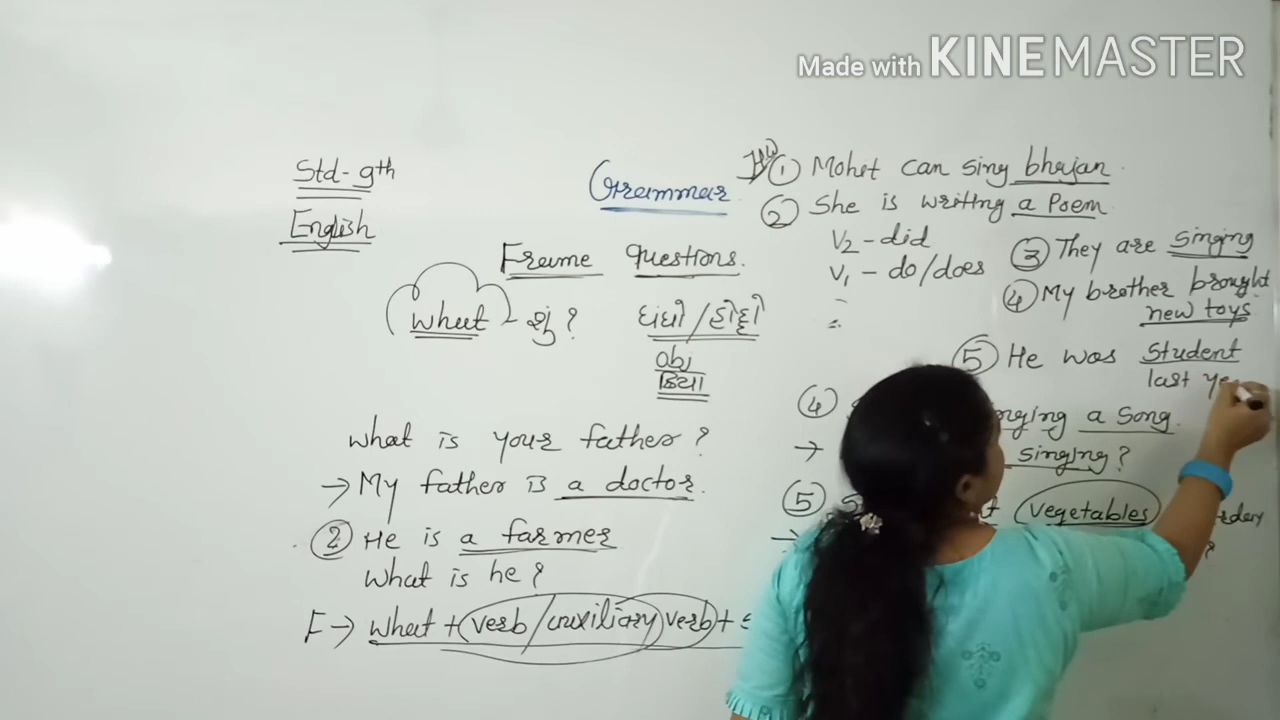 Made with KINEMASTER
Std-9th
English
Grammar
Frame Questions.
What - શું? ધંધો/હોદ્દો
obj
ક્રિયા
What is your father?
→ My father is a doctor.
② He is a farmer
What is he?
F → What + verb/auxiliary verb +
HW ① Mohet can sing bhajan.
② She is writing a Poem
V2 - did
V1 - do/does
③ They are singing
④ My brother brought
new toys
⑤ He was Student
last
④ a Song.
→ singing?
⑤ vegetables
→ ?